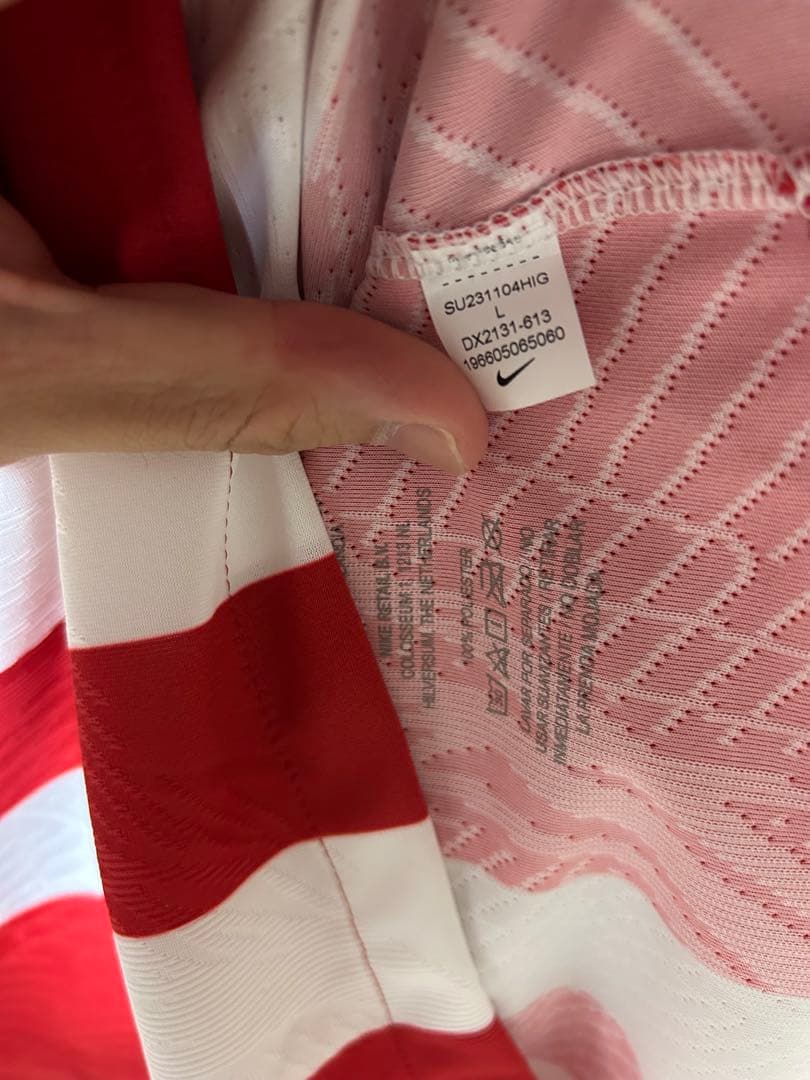 SU231104HIG
L
DX2131-613
196605065060
NIKE RETAIL B.V.
COLOSSEUM 1, 1213 NL
HILVERSUM, THE NETHERLANDS
100% POLYESTER
LAVAR POR SEPARADO / NO
USAR SUAVIZANTES / RETIRAR
INMEDIATAMENTE / NO DOBLAR
LA PRENDA MOJADA